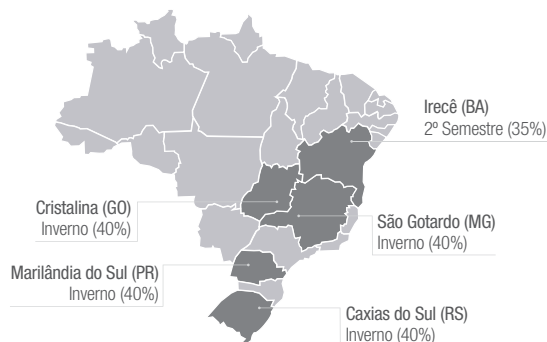 Irecê (BA)
2º Semestre (35%)
Cristalina (GO)
Inverno (40%)
São Gotardo (MG)
Inverno (40%)
Marilândia do Sul (PR)
Inverno (40%)
Caxias do Sul (RS)
Inverno (40%)